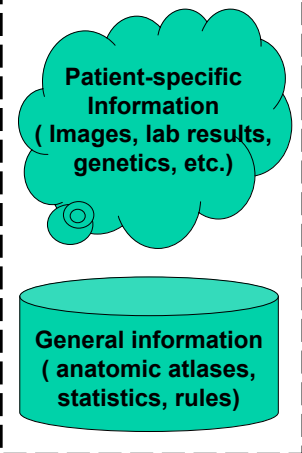 Patient-specific
Information
( Images, lab results,
genetics, etc.)
General information
( anatomic atlases,
statistics, rules)